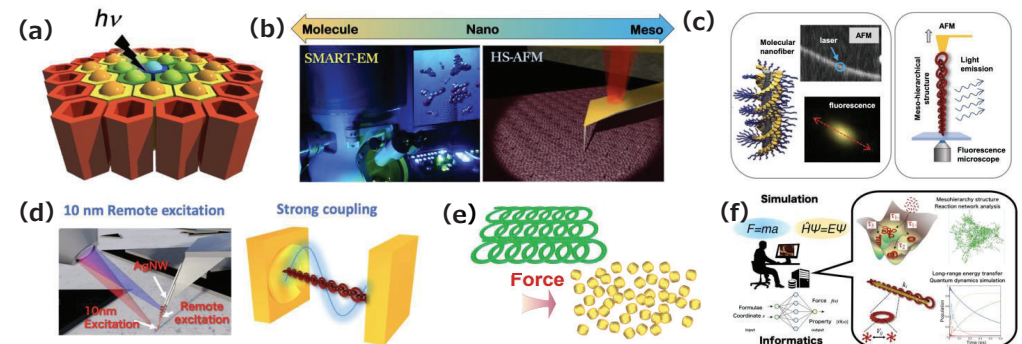 (a)
hν
(b)
Molecule
Nano
Meso
SMART-EM
HS-AFM
(c)
Molecular
nanofiber
laser
AFM
fluorescence
AFM
Meso-hierarchical
structure
Light
emission
Fluorescence
microscope
(d)
10 nm Remote excitation
AgNW
10nm
Excitation
Remote
excitation
Strong coupling
(e)
Force
(f)
Simulation
F=ma
ĤΨ=EΨ
Formulae
Coordinate r
input
Force
Property
output
Informatics
Mesohierarchy structure
Reaction network analysis
Long-range energy transfer
Quantum dynamics simulation
Population